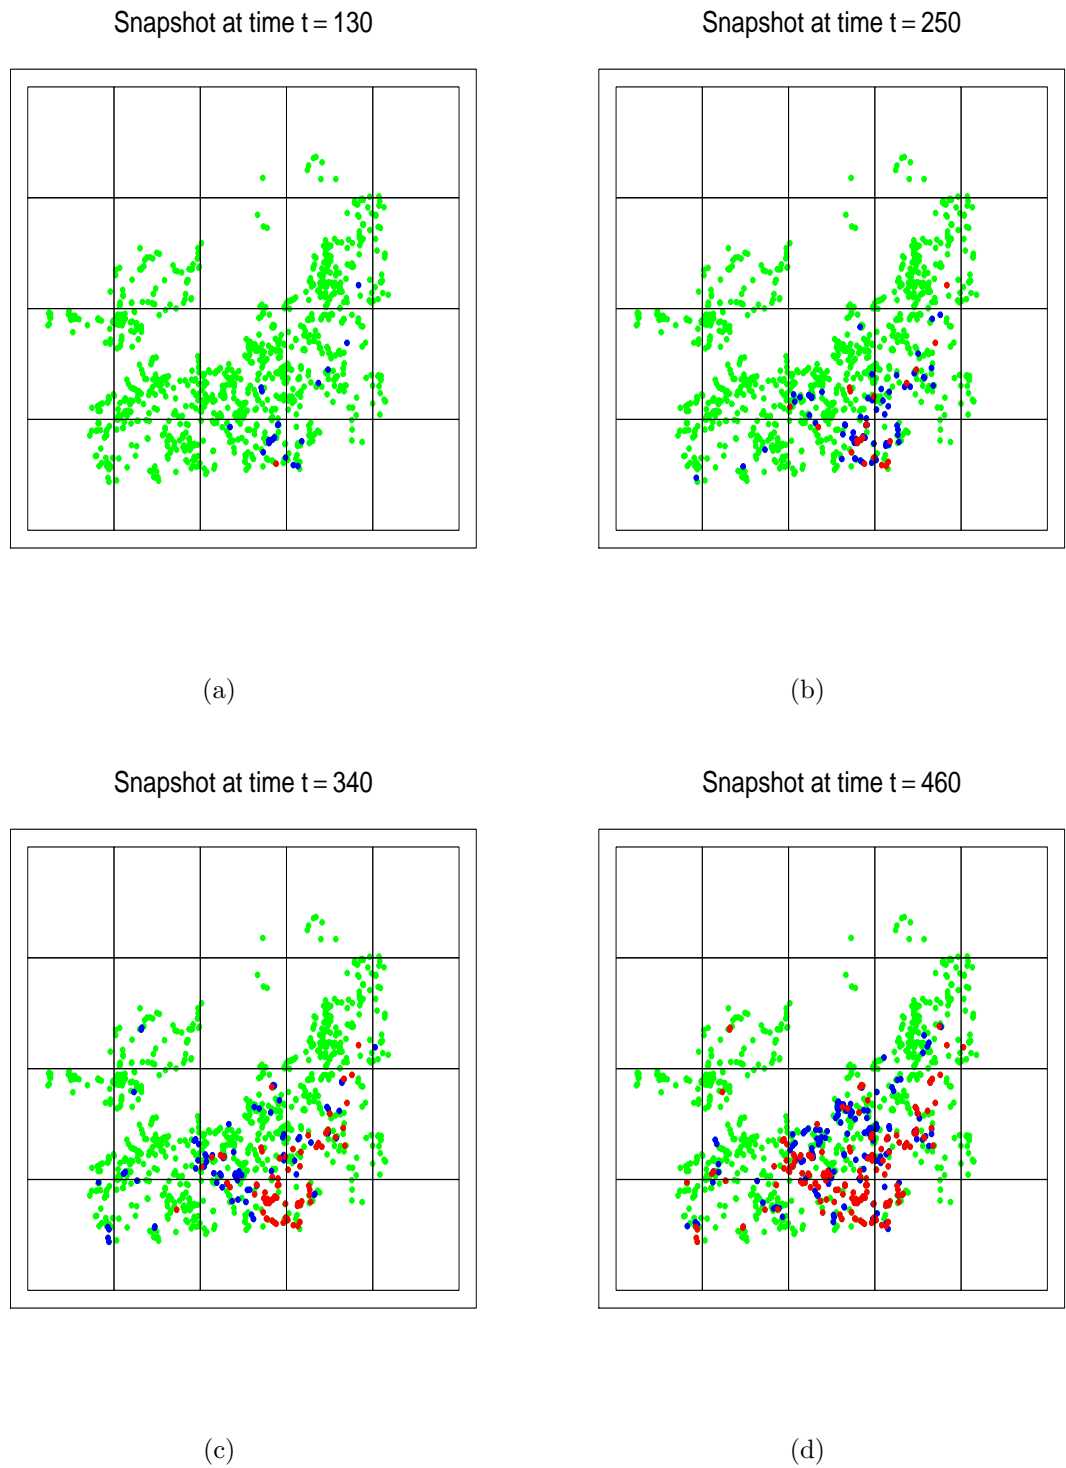 Snapshot at time t = 130
Snapshot at time t = 250
(a)
(b)
Snapshot at time t = 340
Snapshot at time t = 460
(c)
(d)